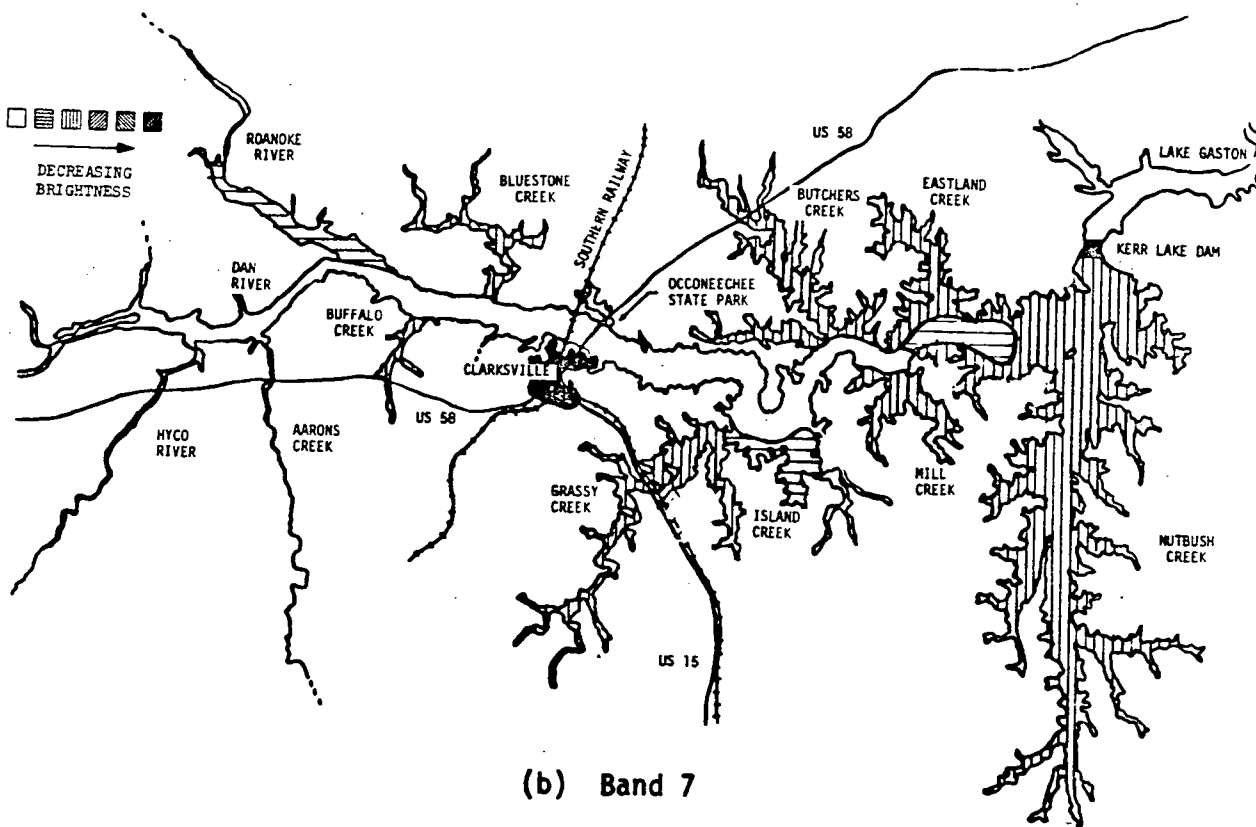 DECREASING
BRIGHTNESS
ROANOKE
RIVER
BLUESTONE
CREEK
SOUTHERN RAILWAY
US 58
BUTCHERS
CREEK
EASTLAND
CREEK
LAKE GASTON
KERR LAKE DAM
DAN
RIVER
BUFFALO
CREEK
OCCONEECHEE
STATE PARK
CLARKSVILLE
US 58
HYCO
RIVER
AARONS
CREEK
GRASSY
CREEK
ISLAND
CREEK
MILL
CREEK
NUTBUSH
CREEK
US 15
(b) Band 7